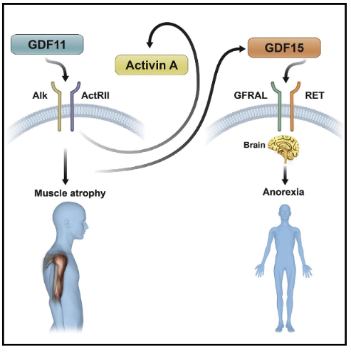 GDF11
Activin A
GDF15
Alk
ActRII
GFRAL
RET
Brain
Muscle atrophy
Anorexia